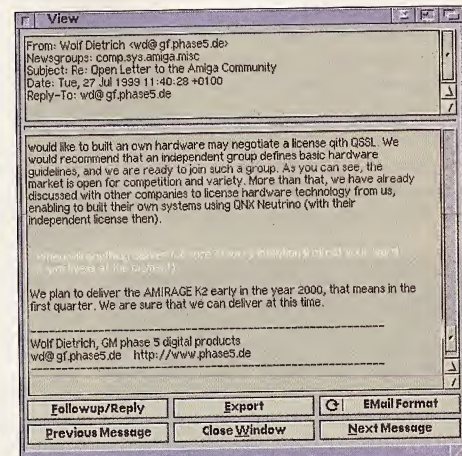 View
From: Wolf Dietrich <wd@gf.phase5.de>
Newsgroups: comp.sys.amiga.misc
Subject: Re: Open Letter to the Amiga Community
Date: Tue, 27 Jul 1999 11:40:28 +0100
Reply-To: wd@gf.phase5.de
would like to built an own hardware may negotiate a license qith QSSL. We
would recommend that an independent group defines basic hardware
guidelines, and we are ready to join such a group. As you can see, the
market is open for competition and variety. More than that, we have already
discussed with other companies to license hardware technology from us,
enabling to built their own systems using QNX Neutrino (with their
independent license then).
We plan to deliver the AMIRAGE K2 early in the year 2000, that means in the
first quarter. We are sure that we can deliver at this time.
Wolf Dietrich, GM phase 5 digital products
wd@gf.phase5.de http://www.phase5.de
Followup/Reply Export EMail Format
Previous Message Close Window Next Message